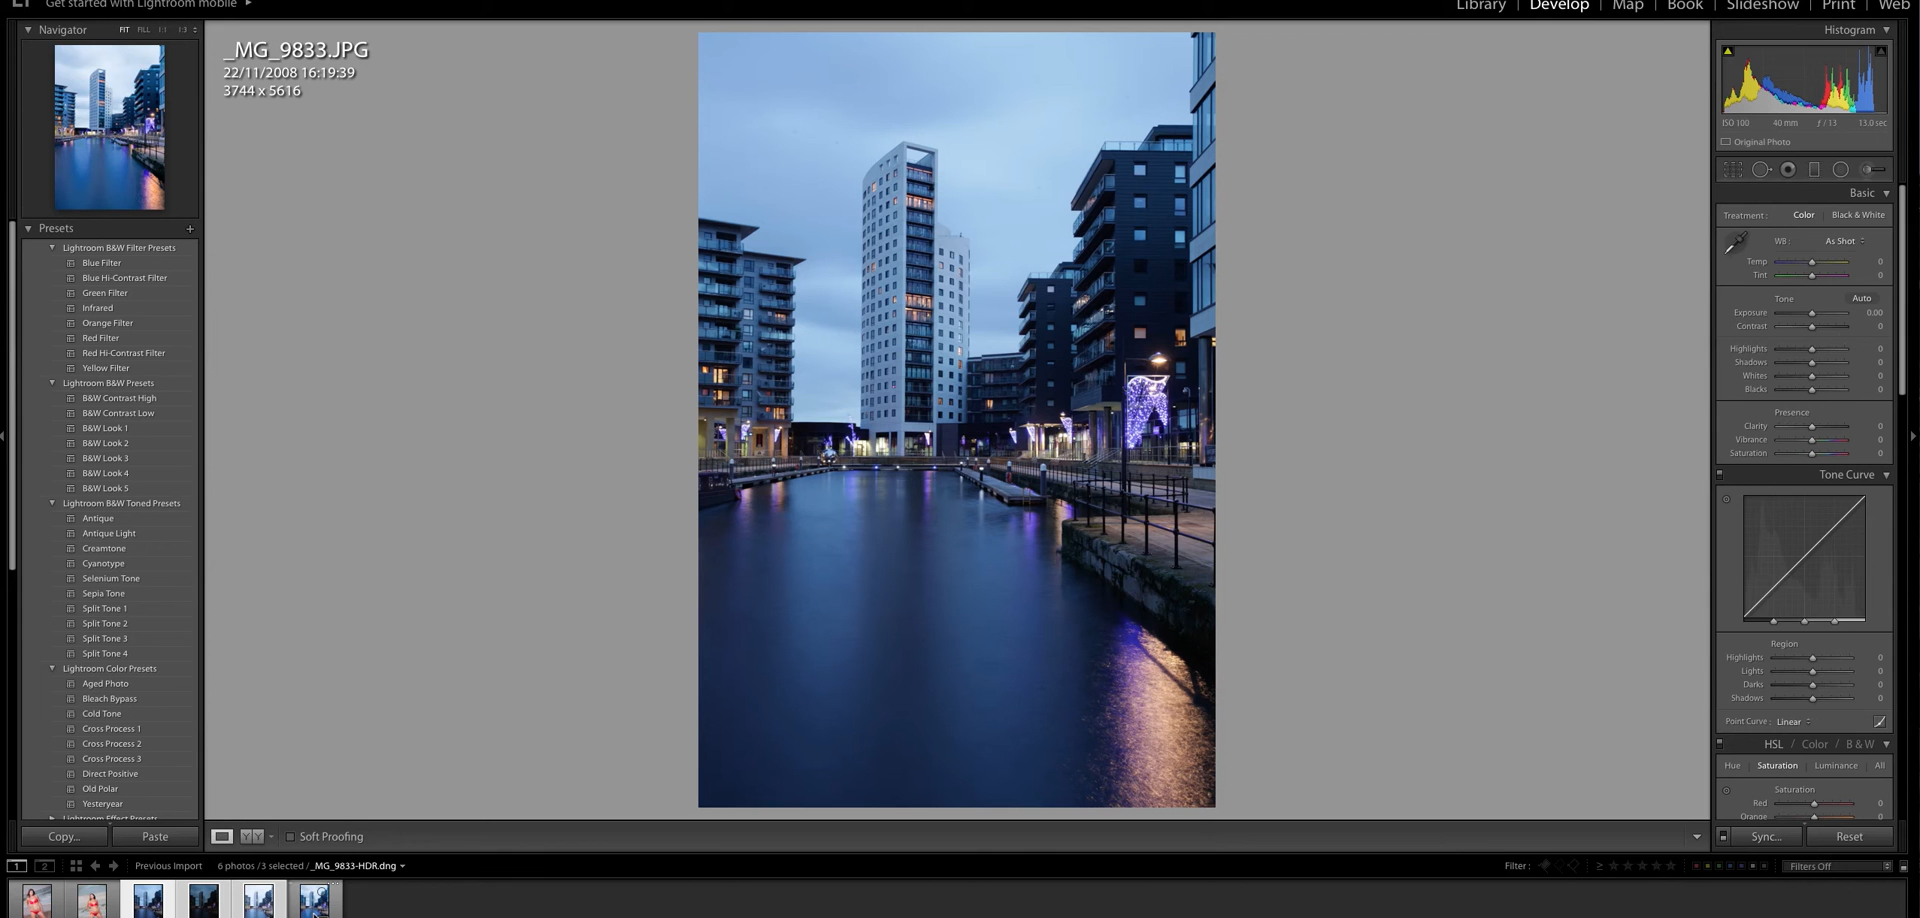 Get started with Lightroom mobile
Library | Develop | Map | Book | Slideshow | Print | Web
Navigator FIT FILL 1:1 1:3
Presets
Lightroom B&W Filter Presets
Blue Filter
Blue Hi-Contrast Filter
Green Filter
Infrared
Orange Filter
Red Filter
Red Hi-Contrast Filter
Yellow Filter
Lightroom B&W Presets
B&W Contrast High
B&W Contrast Low
B&W Look 1
B&W Look 2
B&W Look 3
B&W Look 4
B&W Look 5
Lightroom B&W Toned Presets
Antique
Antique Light
Creamtone
Cyanotype
Selenium Tone
Sepia Tone
Split Tone 1
Split Tone 2
Split Tone 3
Split Tone 4
Lightroom Color Presets
Aged Photo
Bleach Bypass
Cold Tone
Cross Process 1
Cross Process 2
Cross Process 3
Direct Positive
Old Polar
Yesteryear
Lightroom Effect Presets
Copy... Paste
_MG_9833.JPG
22/11/2008 16:19:39
3744 x 5616
Soft Proofing
Histogram
ISO 100 40 mm ƒ / 13 13.0 sec
Original Photo
Basic
Treatment : Color Black & White
WB : As Shot
Temp 0
Tint 0
Tone Auto
Exposure 0.00
Contrast 0
Highlights 0
Shadows 0
Whites 0
Blacks 0
Presence
Clarity 0
Vibrance 0
Saturation 0
Tone Curve
Region
Highlights 0
Lights 0
Darks 0
Shadows 0
Point Curve : Linear
HSL / Color / B & W
Hue Saturation Luminance All
Saturation
Red 0
Orange 0
Sync... Reset
1 2 Previous Import 6 photos /3 selected /_MG_9833-HDR.dng Filter : Filters Off